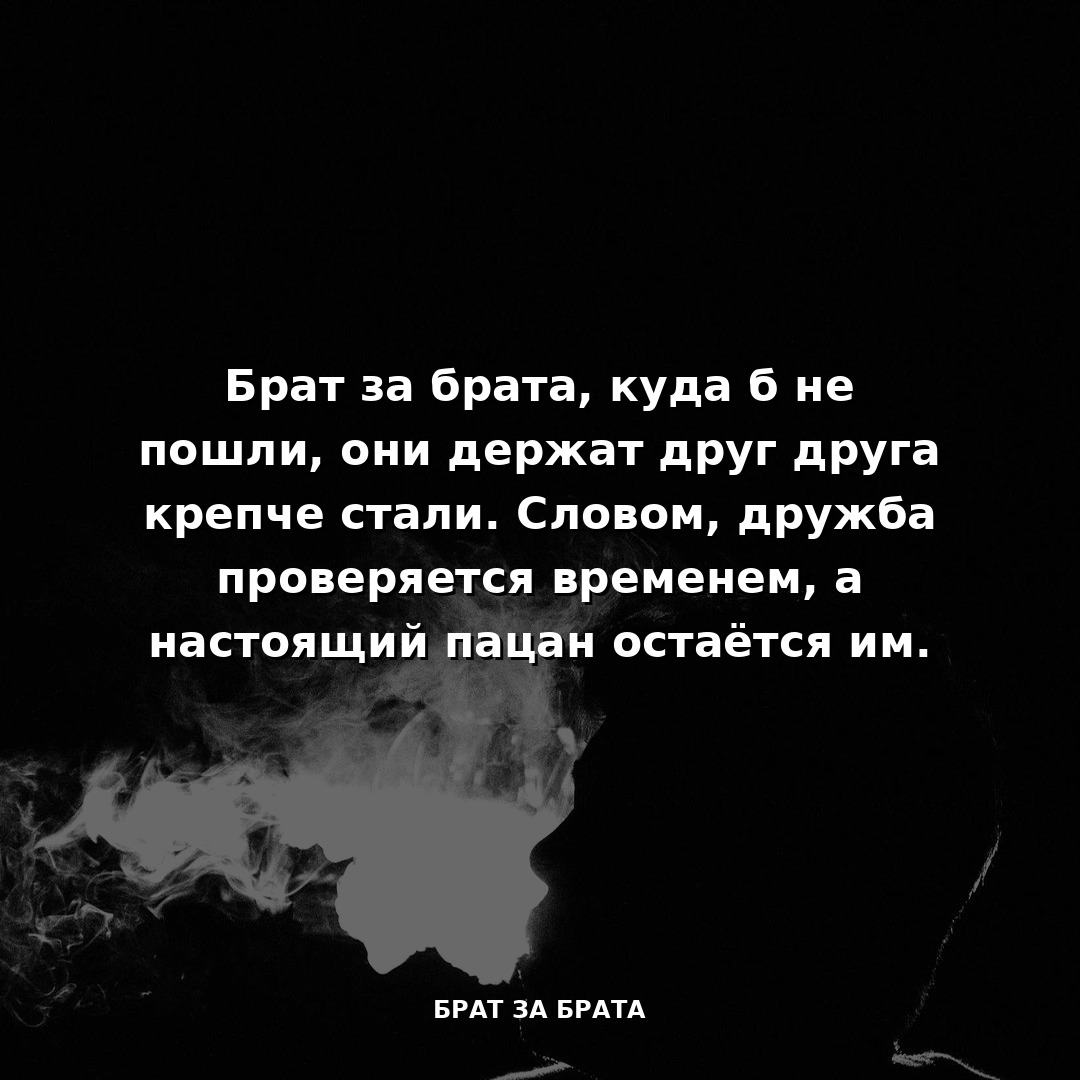 Брат за брата, куда б не
пошли, они держат друг друга
крепче стали. Словом, дружба
проверяется временем, а
настоящий пацан остаётся им.
БРАТ ЗА БРАТА